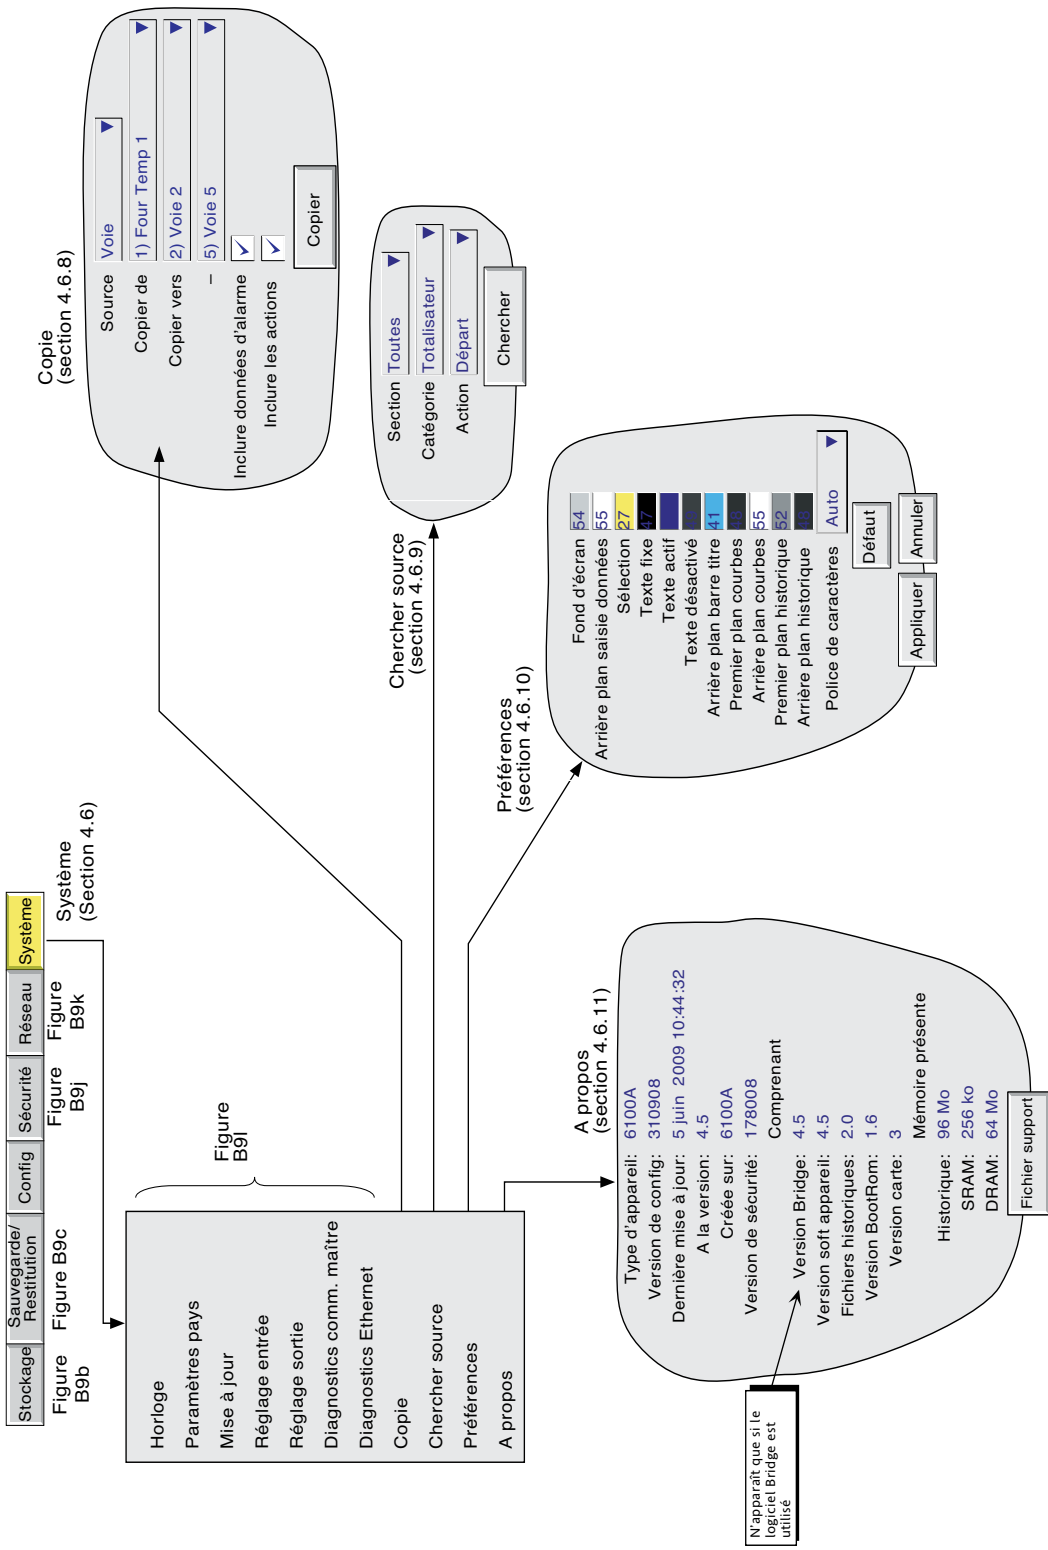 Stockage
Sauvegarde/
Restitution
Config
Sécurité
Réseau
Système
Figure
B9b
Figure B9c
Figure
B9j
Figure
B9k
Système
(Section 4.6)
Horloge
Paramètres pays
Mise à jour
Réglage entrée
Réglage sortie
Diagnostics comm. maître
Diagnostics Ethernet
Copie
Chercher source
Préférences
A propos
Figure
B9l
Copie
(section 4.6.8)
Source Voie
Copier de 1) Four Temp 1
Copier vers 2) Voie 2
– 5) Voie 5
Inclure données d'alarme
Inclure les actions
Copier
Chercher source
(section 4.6.9)
Section Toutes
Catégorie Totalisateur
Action Départ
Chercher
Préférences
(section 4.6.10)
Fond d'écran 54
Arrière plan saisie données 55
Sélection 27
Texte fixe 47
Texte actif
Texte désactivé
Arrière plan barre titre 41
Premier plan courbes 48
Arrière plan courbes 55
Premier plan historique 52
Arrière plan historique 48
Police de caractères Auto
Défaut
Appliquer
Annuler
A propos
(section 4.6.11)
Type d'appareil: 6100A
Version de config: 310908
Dernière mise à jour: 5 juin 2009 10:44:32
A la version: 4.5
Créée sur: 6100A
Version de sécurité: 178008
Comprenant
Version Bridge: 4.5
Version soft appareil: 4.5
Fichiers historiques: 2.0
Version BootRom: 1.6
Version carte: 3
Mémoire présente
Historique: 96 Mo
SRAM: 256 ko
DRAM: 64 Mo
Fichier support
N'apparaît que si le
logiciel Bridge est
utilisé